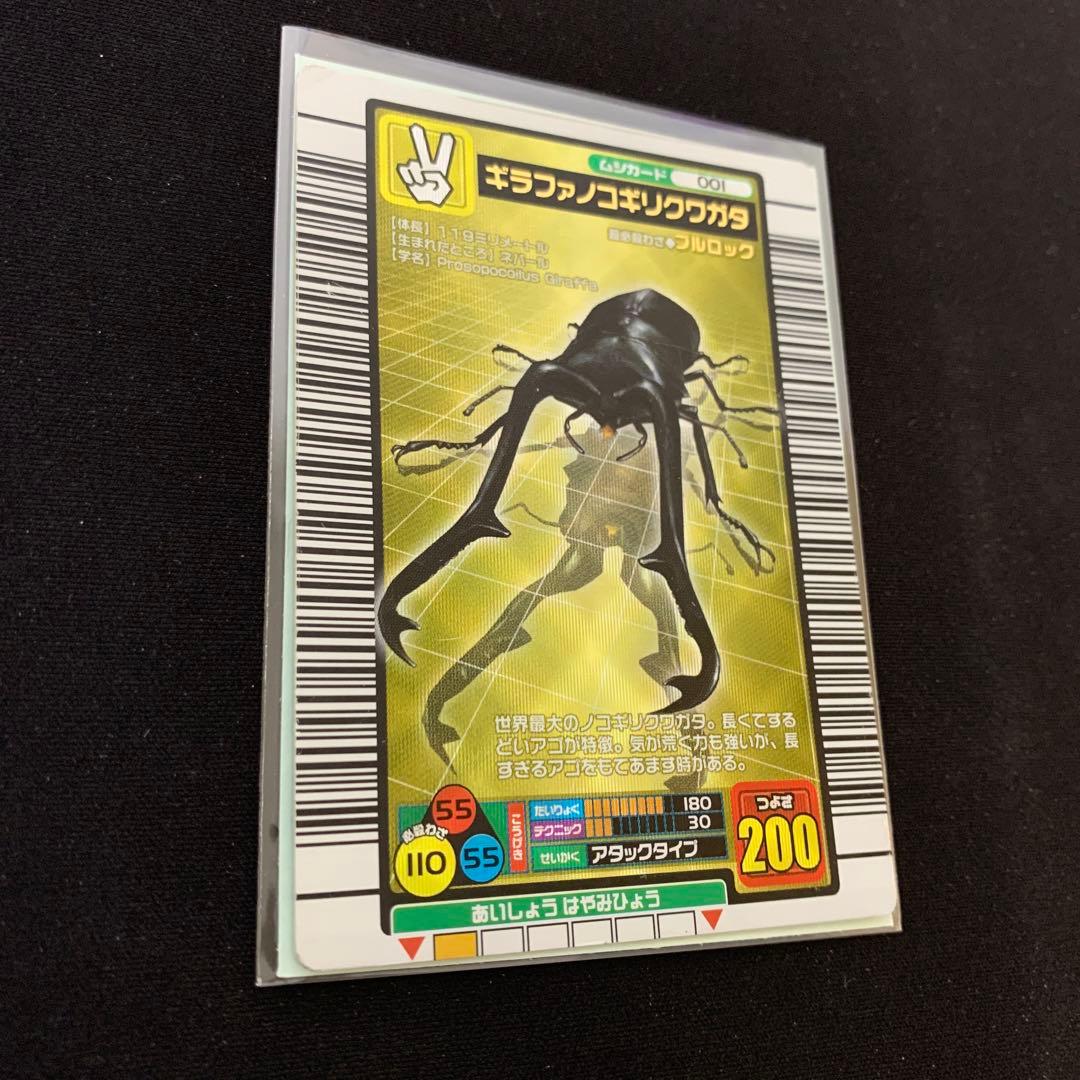 ムシカード 001
ギラファノコギリクワガタ
超必殺わざ◆ブルロック
【体長】119ミリメートル
【生まれたところ】ネパール
【学名】Prosopocoilus Giraffa
世界最大のノコギリクワガタ。長くてする
どいアゴが特徴。気が荒く力も強いが、長
すぎるアゴをもてあます時がある。
55
必殺わざ
110 55
こうげき
たいりょく 180
テクニック 30
せいかく アタックタイプ
つよさ
200
あいしょう はやみひょう